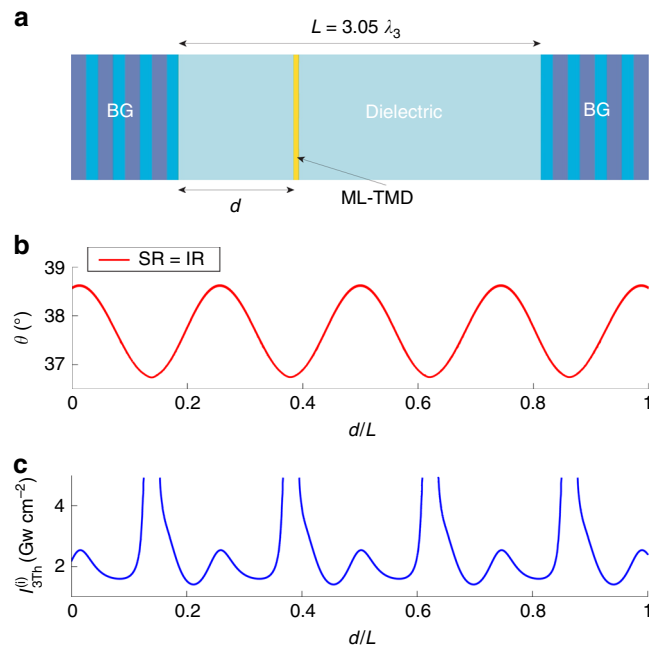 a
L = 3.05 λ₃
BG
Dielectric
BG
d
ML-TMD
b
SR = IR
39
38
37
θ (°)
0
0.2
0.4
0.6
0.8
1
d/L
c
4
2
I₃Th⁽ⁱ⁾ (Gw cm⁻²)
0
0.2
0.4
0.6
0.8
1
d/L